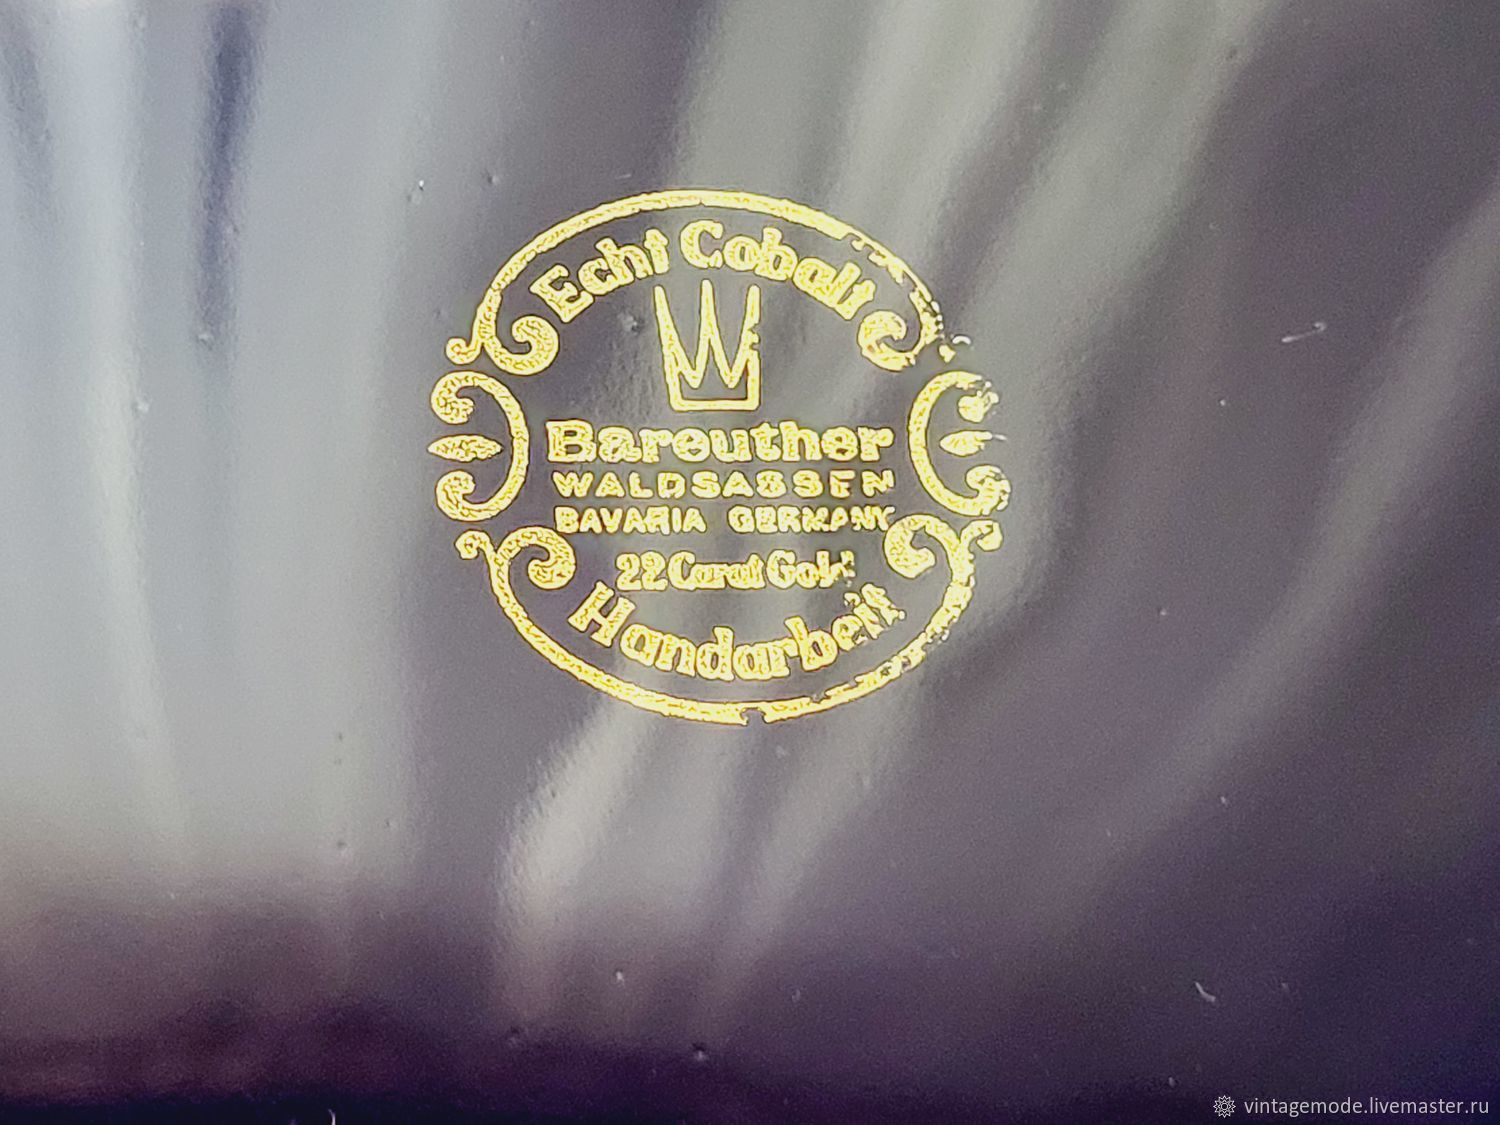 Echt Cobalt
Bareuther
WALDSASSEN
BAVARIA GERMANY
22 Carat Gold
Handarbeit
vintagemode.livemaster.ru